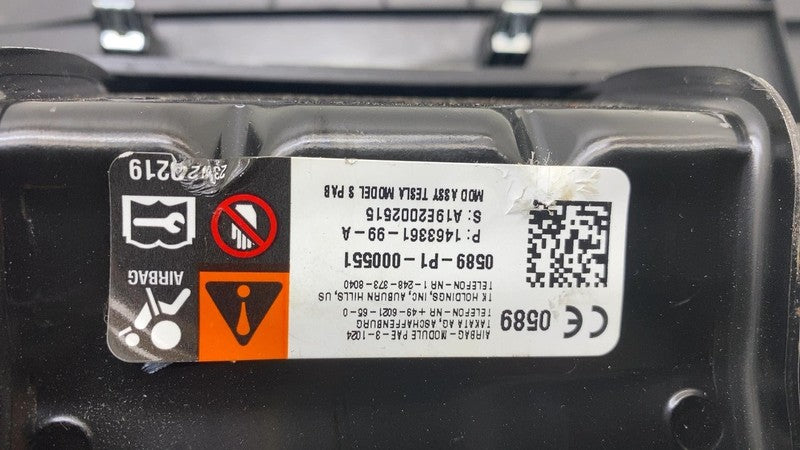 AIRBAG - MODULE PAE-3-1024
TAKATA AG, ASCHAFFENBURG
TELEFON - NR + 49 - 6021 - 65 - 0
TK HOLDINGS, INC. AUBURN HILLS, US
TELEFON - NR 1 - 248 - 373 - 8040
CE 0589
0589-P1-000551
P: 1463361-99-A
S: A19E2002515
MOD ASSY TESLA MODEL S PAB
AIRBAG